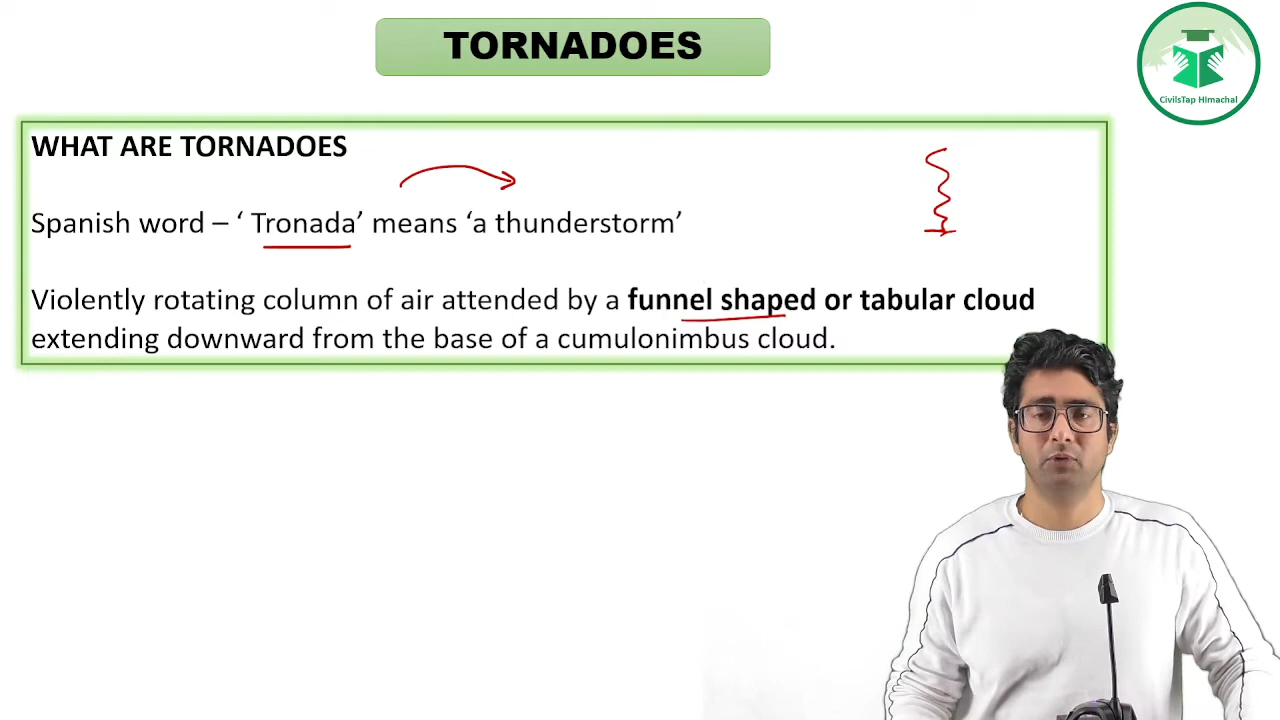 TORNADOES
CivilsTap HImachal
WHAT ARE TORNADOES
Spanish word – ‘ Tronada’ means ‘a thunderstorm’
Violently rotating column of air attended by a funnel shaped or tabular cloud
extending downward from the base of a cumulonimbus cloud.